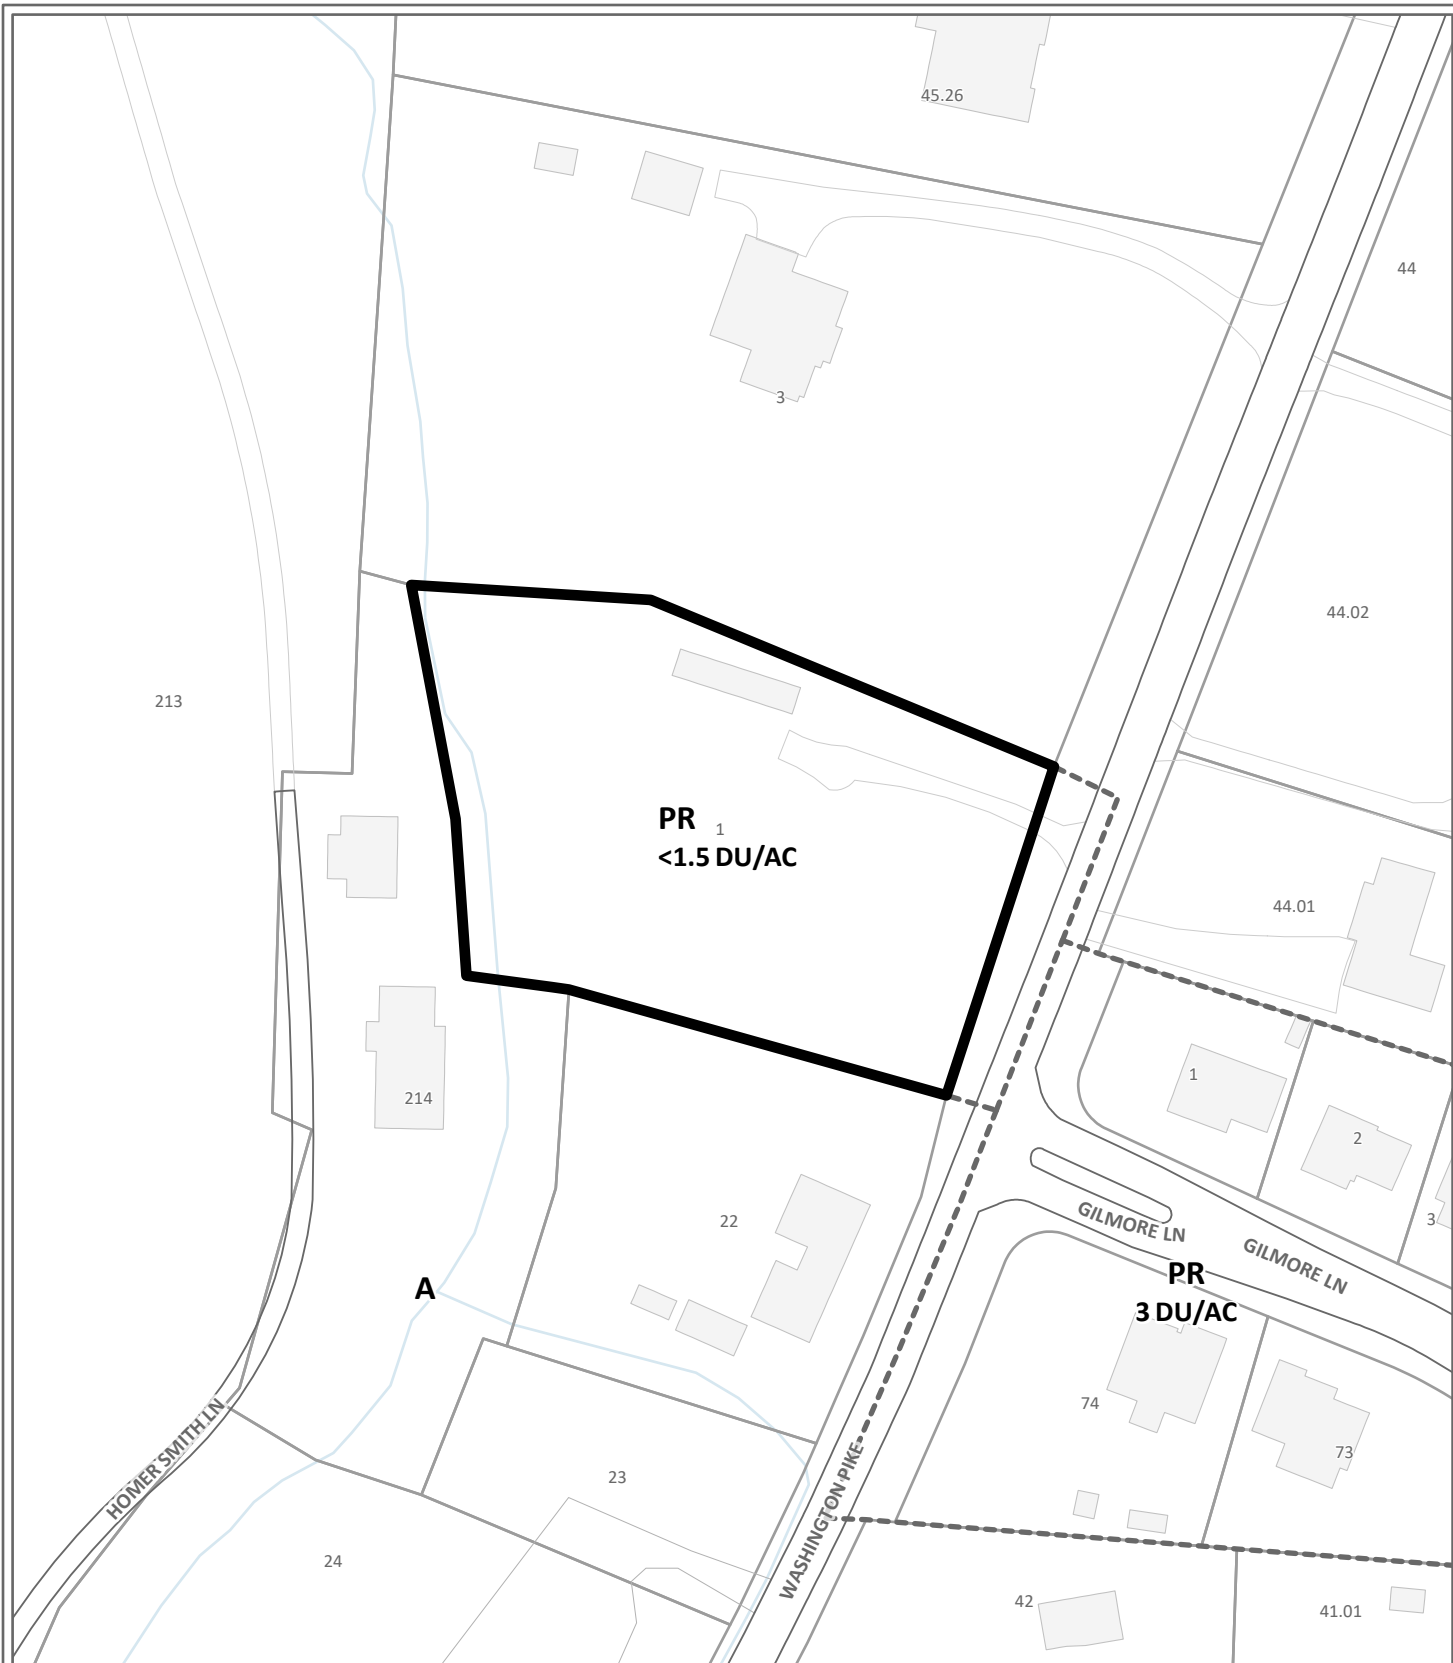 45.26
44
3
44.02
213
PR
1
<1.5 DU/AC
44.01
1
214
2
3
22
GILMORE LN
GILMORE LN
PR
3 DU/AC
A
74
73
HOMER SMITH LN
23
WASHINGTON PIKE
24
42
41.01